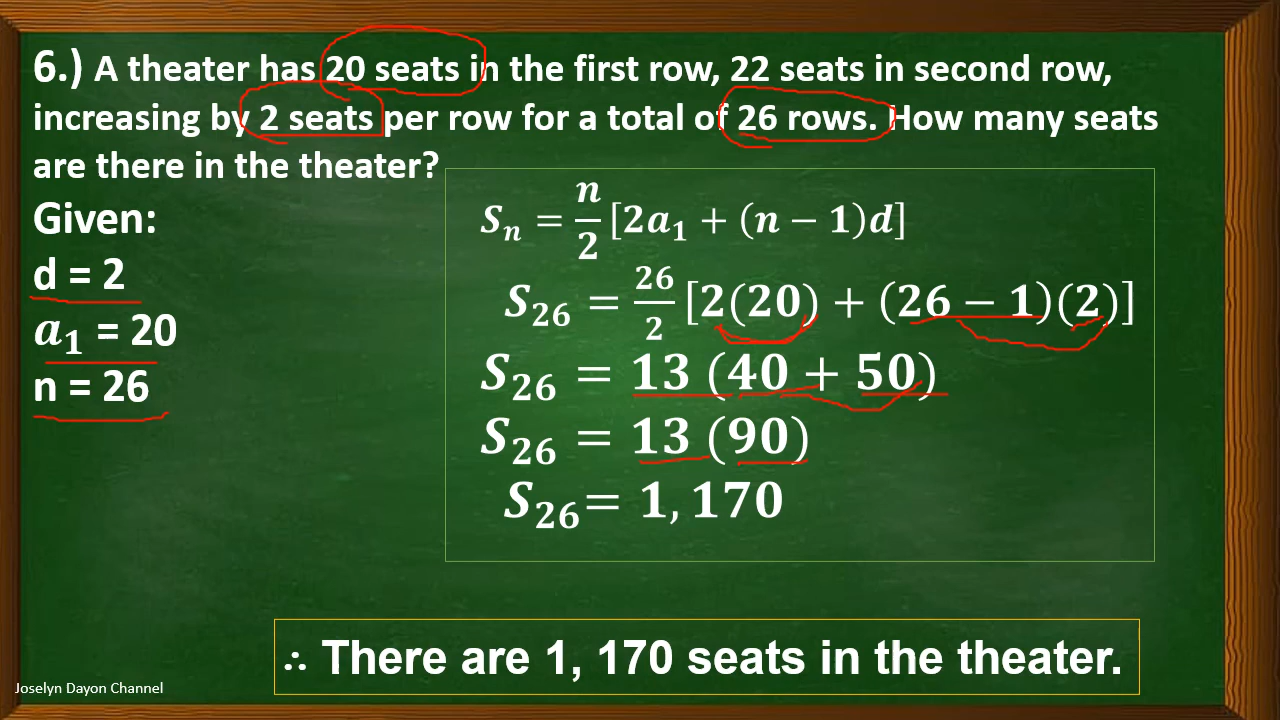 6.) A theater has 20 seats in the first row, 22 seats in second row,
increasing by 2 seats per row for a total of 26 rows. How many seats
are there in the theater?
Given:
d = 2
a₁ = 20
n = 26
Sₙ = n/2 [2a₁ + (n − 1)d]
S₂₆ = 26/2 [2(20) + (26 − 1)(2)]
S₂₆ = 13 (40 + 50)
S₂₆ = 13 (90)
S₂₆= 1, 170
∴ There are 1, 170 seats in the theater.
Joselyn Dayon Channel